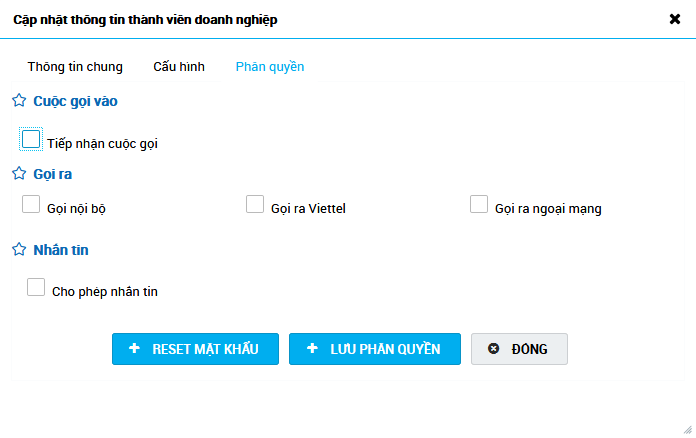 Cập nhật thông tin thành viên doanh nghiệp
Thông tin chung Cấu hình Phân quyền
Cuộc gọi vào
Tiếp nhận cuộc gọi
Gọi ra
Gọi nội bộ Gọi ra Viettel Gọi ra ngoại mạng
Nhắn tin
Cho phép nhắn tin
RESET MẬT KHẨU LƯU PHÂN QUYỀN ĐÓNG